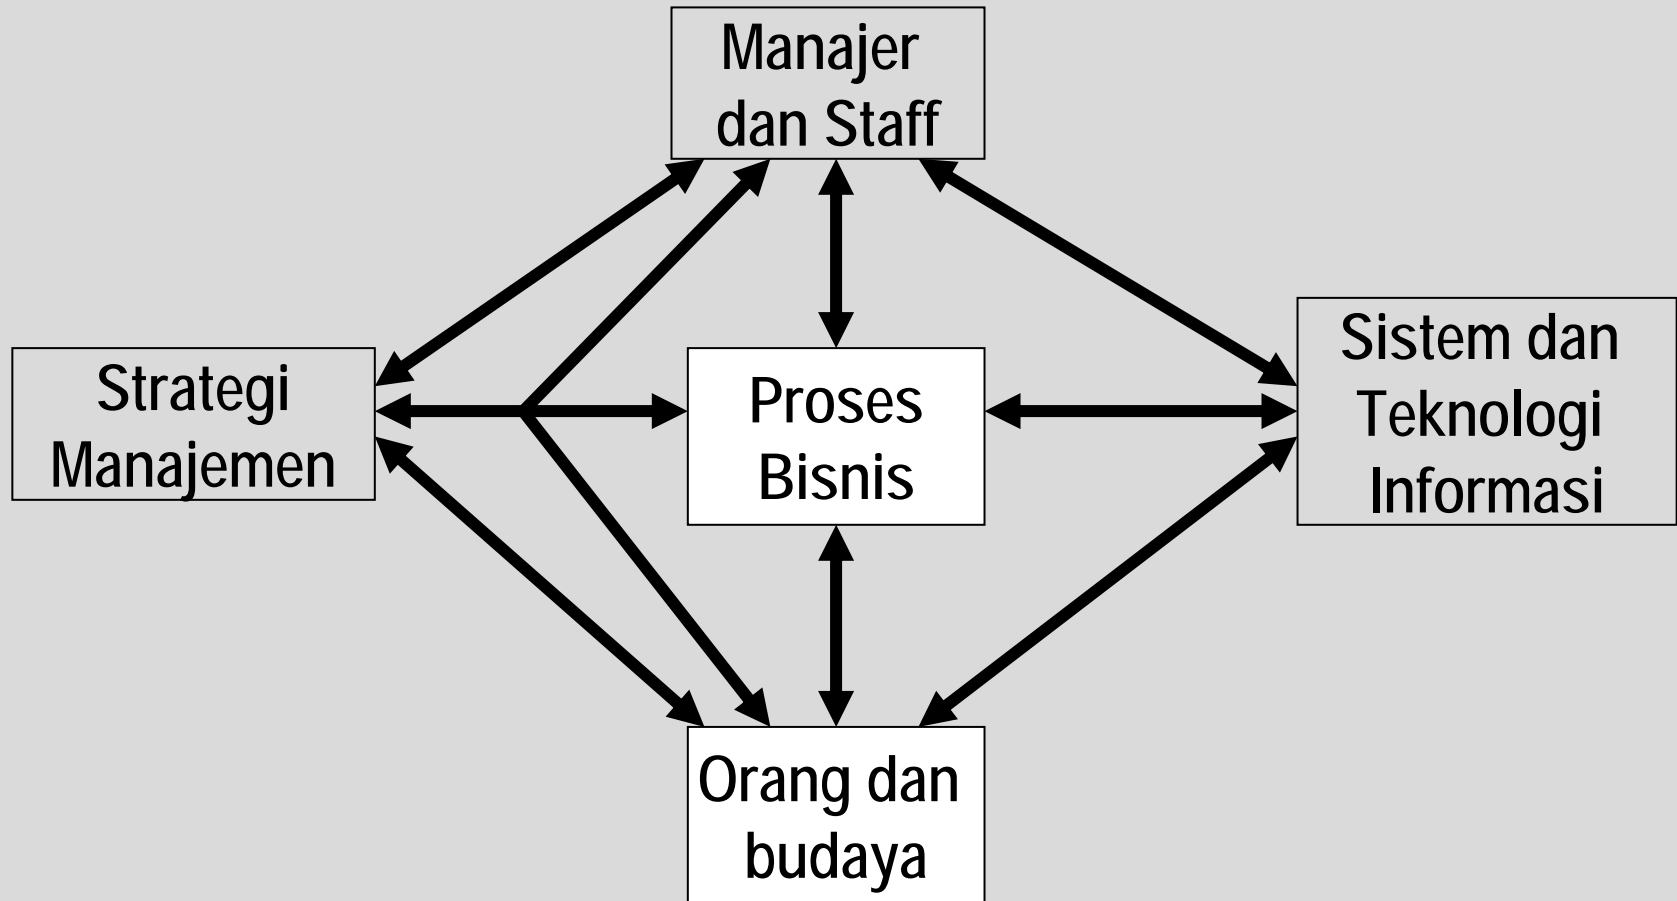 Manajer
dan Staff
Strategi
Manajemen
Proses
Bisnis
Sistem dan
Teknologi
Informasi
Orang dan
budaya